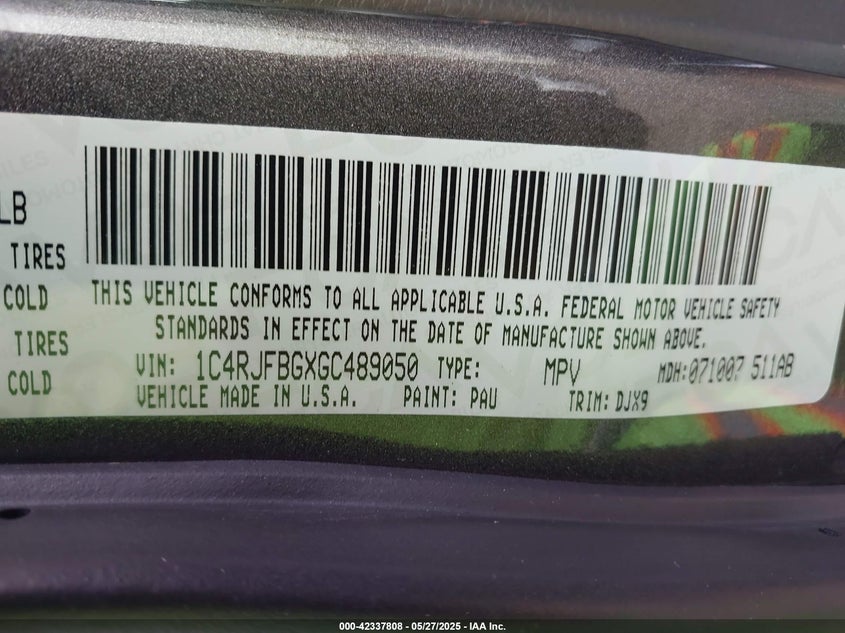 LB
TIRES
COLD
TIRES
COLD
THIS VEHICLE CONFORMS TO ALL APPLICABLE U.S.A. FEDERAL MOTOR VEHICLE SAFETY
STANDARDS IN EFFECT ON THE DATE OF MANUFACTURE SHOWN ABOVE.
VIN: 1C4RJFBGXGC489050 TYPE: MPV MDH:071007 511AB
VEHICLE MADE IN U.S.A. PAINT: PAU TRIM: DJX9
000-42337808 - 05/27/2025 - IAA Inc.